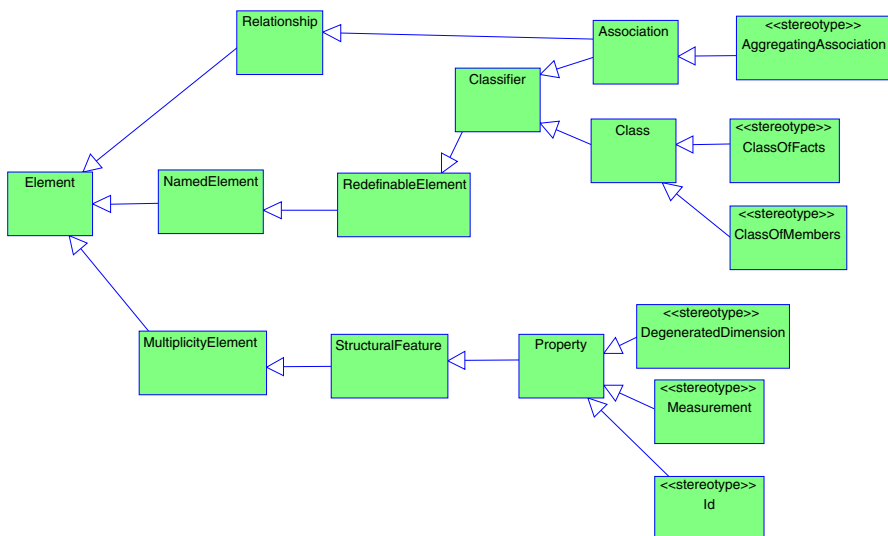 Relationship
Association
<<stereotype>>
AggregatingAssociation
Classifier
Class
<<stereotype>>
ClassOfFacts
Element
NamedElement
RedefinableElement
<<stereotype>>
ClassOfMembers
MultiplicityElement
StructuralFeature
Property
<<stereotype>>
DegeneratedDimension
<<stereotype>>
Measurement
<<stereotype>>
Id